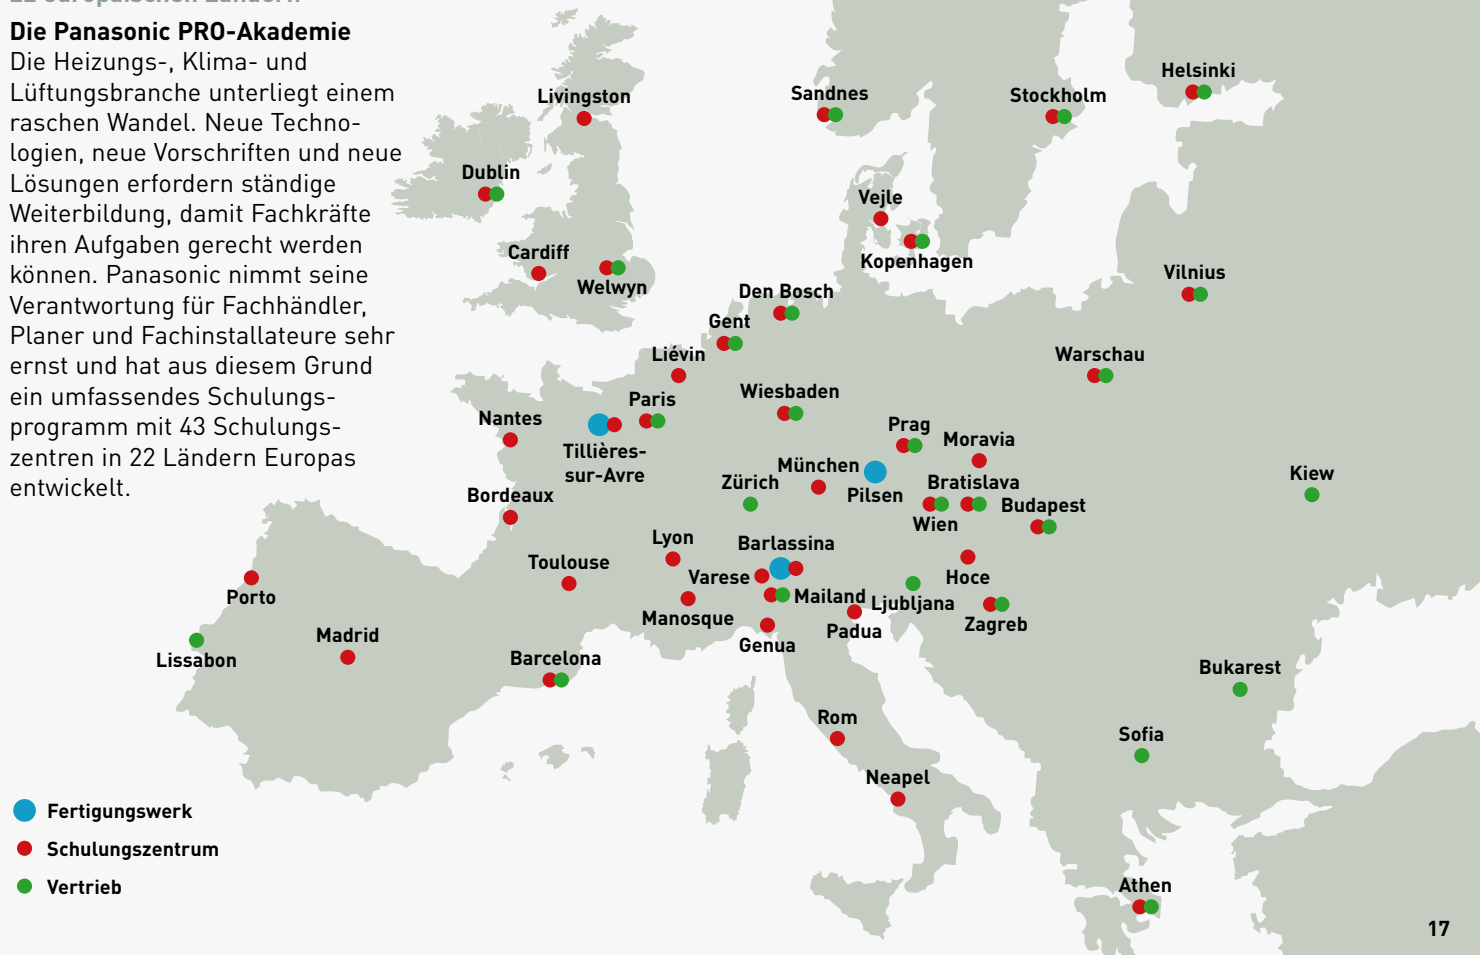 22 europäischen Ländern
Die Panasonic PRO-Akademie
Die Heizungs-, Klima- und
Lüftungsbranche unterliegt einem
raschen Wandel. Neue Techno-
logien, neue Vorschriften und neue
Lösungen erfordern ständige
Weiterbildung, damit Fachkräfte
ihren Aufgaben gerecht werden
können. Panasonic nimmt seine
Verantwortung für Fachhändler,
Planer und Fachinstallateure sehr
ernst und hat aus diesem Grund
ein umfassendes Schulungs-
programm mit 43 Schulungs-
zentren in 22 Ländern Europas
entwickelt.
Helsinki
Sandnes
Stockholm
Livingston
Dublin
Vejle
Cardiff
Kopenhagen
Welwyn
Vilnius
Den Bosch
Gent
Liévin
Warschau
Wiesbaden
Paris
Nantes
Prag
Moravia
Tillières-
sur-Avre
München
Kiew
Zürich
Pilsen
Bratislava
Bordeaux
Budapest
Wien
Lyon
Barlassina
Toulouse
Varese
Hoce
Porto
Mailand
Ljubljana
Manosque
Zagreb
Padua
Madrid
Genua
Lissabon
Barcelona
Bukarest
Rom
Sofia
Neapel
Fertigungswerk
Schulungszentrum
Vertrieb
Athen
17